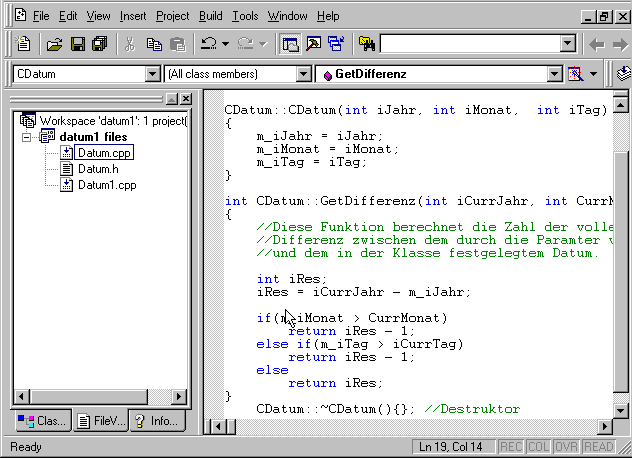 File Edit View Insert Project Build Tools Window Help
CDatum (All class members) GetDifferenz
Workspace 'datum1': 1 project(
datum1 files
Datum.cpp
Datum.h
Datum1.cpp
CDatum::CDatum(int iJahr, int iMonat, int iTag)
{
m_iJahr = iJahr;
m_iMonat = iMonat;
m_iTag = iTag;
}
int CDatum::GetDifferenz(int iCurrJahr, int CurrM
{
//Diese Funktion berechnet die Zahl der volle
//Differenz zwischen dem durch die Paramter v
//und dem in der Klasse festgelegtem Datum.
int iRes;
iRes = iCurrJahr - m_iJahr;
if(m_iMonat > CurrMonat)
return iRes - 1;
else if(m_iTag > iCurrTag)
return iRes - 1;
else
return iRes;
}
CDatum::~CDatum(){}; //Destruktor
Clas... FileV... Info...
Ready Ln 19, Col 14 REC COL OVR READ